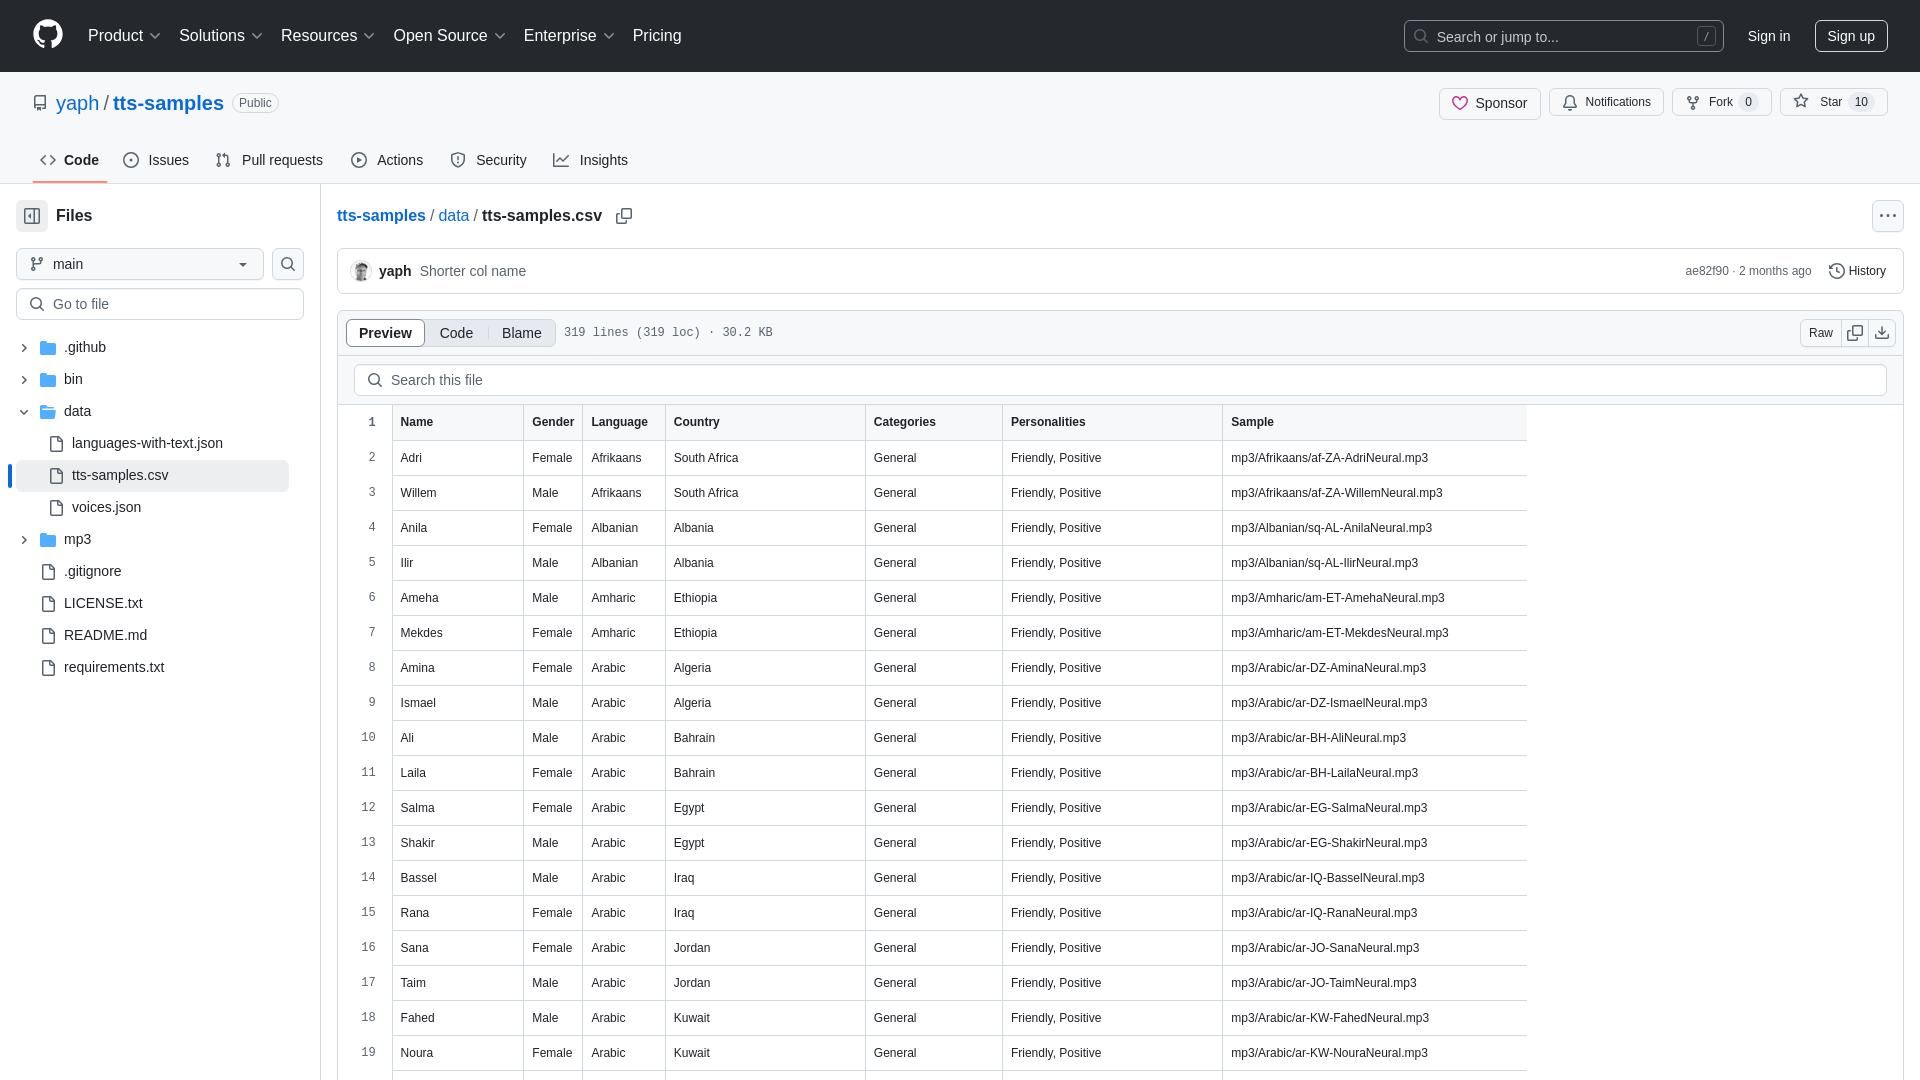 Product Solutions Resources Open Source Enterprise Pricing Search or jump to... / Sign in Sign up
yaph / tts-samples Public Sponsor Notifications Fork 0 Star 10
Code Issues Pull requests Actions Security Insights
Files
main
Go to file
.github
bin
data
languages-with-text.json
tts-samples.csv
voices.json
mp3
.gitignore
LICENSE.txt
README.md
requirements.txt
tts-samples / data / tts-samples.csv
yaph Shorter col name ae82f90 · 2 months ago History
Preview Code Blame 319 lines (319 loc) · 30.2 KB Raw
Search this file
1 Name Gender Language Country Categories Personalities Sample
2 Adri Female Afrikaans South Africa General Friendly, Positive mp3/Afrikaans/af-ZA-AdriNeural.mp3
3 Willem Male Afrikaans South Africa General Friendly, Positive mp3/Afrikaans/af-ZA-WillemNeural.mp3
4 Anila Female Albanian Albania General Friendly, Positive mp3/Albanian/sq-AL-AnilaNeural.mp3
5 Ilir Male Albanian Albania General Friendly, Positive mp3/Albanian/sq-AL-IlirNeural.mp3
6 Ameha Male Amharic Ethiopia General Friendly, Positive mp3/Amharic/am-ET-AmehaNeural.mp3
7 Mekdes Female Amharic Ethiopia General Friendly, Positive mp3/Amharic/am-ET-MekdesNeural.mp3
8 Amina Female Arabic Algeria General Friendly, Positive mp3/Arabic/ar-DZ-AminaNeural.mp3
9 Ismael Male Arabic Algeria General Friendly, Positive mp3/Arabic/ar-DZ-IsmaelNeural.mp3
10 Ali Male Arabic Bahrain General Friendly, Positive mp3/Arabic/ar-BH-AliNeural.mp3
11 Laila Female Arabic Bahrain General Friendly, Positive mp3/Arabic/ar-BH-LailaNeural.mp3
12 Salma Female Arabic Egypt General Friendly, Positive mp3/Arabic/ar-EG-SalmaNeural.mp3
13 Shakir Male Arabic Egypt General Friendly, Positive mp3/Arabic/ar-EG-ShakirNeural.mp3
14 Bassel Male Arabic Iraq General Friendly, Positive mp3/Arabic/ar-IQ-BasselNeural.mp3
15 Rana Female Arabic Iraq General Friendly, Positive mp3/Arabic/ar-IQ-RanaNeural.mp3
16 Sana Female Arabic Jordan General Friendly, Positive mp3/Arabic/ar-JO-SanaNeural.mp3
17 Taim Male Arabic Jordan General Friendly, Positive mp3/Arabic/ar-JO-TaimNeural.mp3
18 Fahed Male Arabic Kuwait General Friendly, Positive mp3/Arabic/ar-KW-FahedNeural.mp3
19 Noura Female Arabic Kuwait General Friendly, Positive mp3/Arabic/ar-KW-NouraNeural.mp3